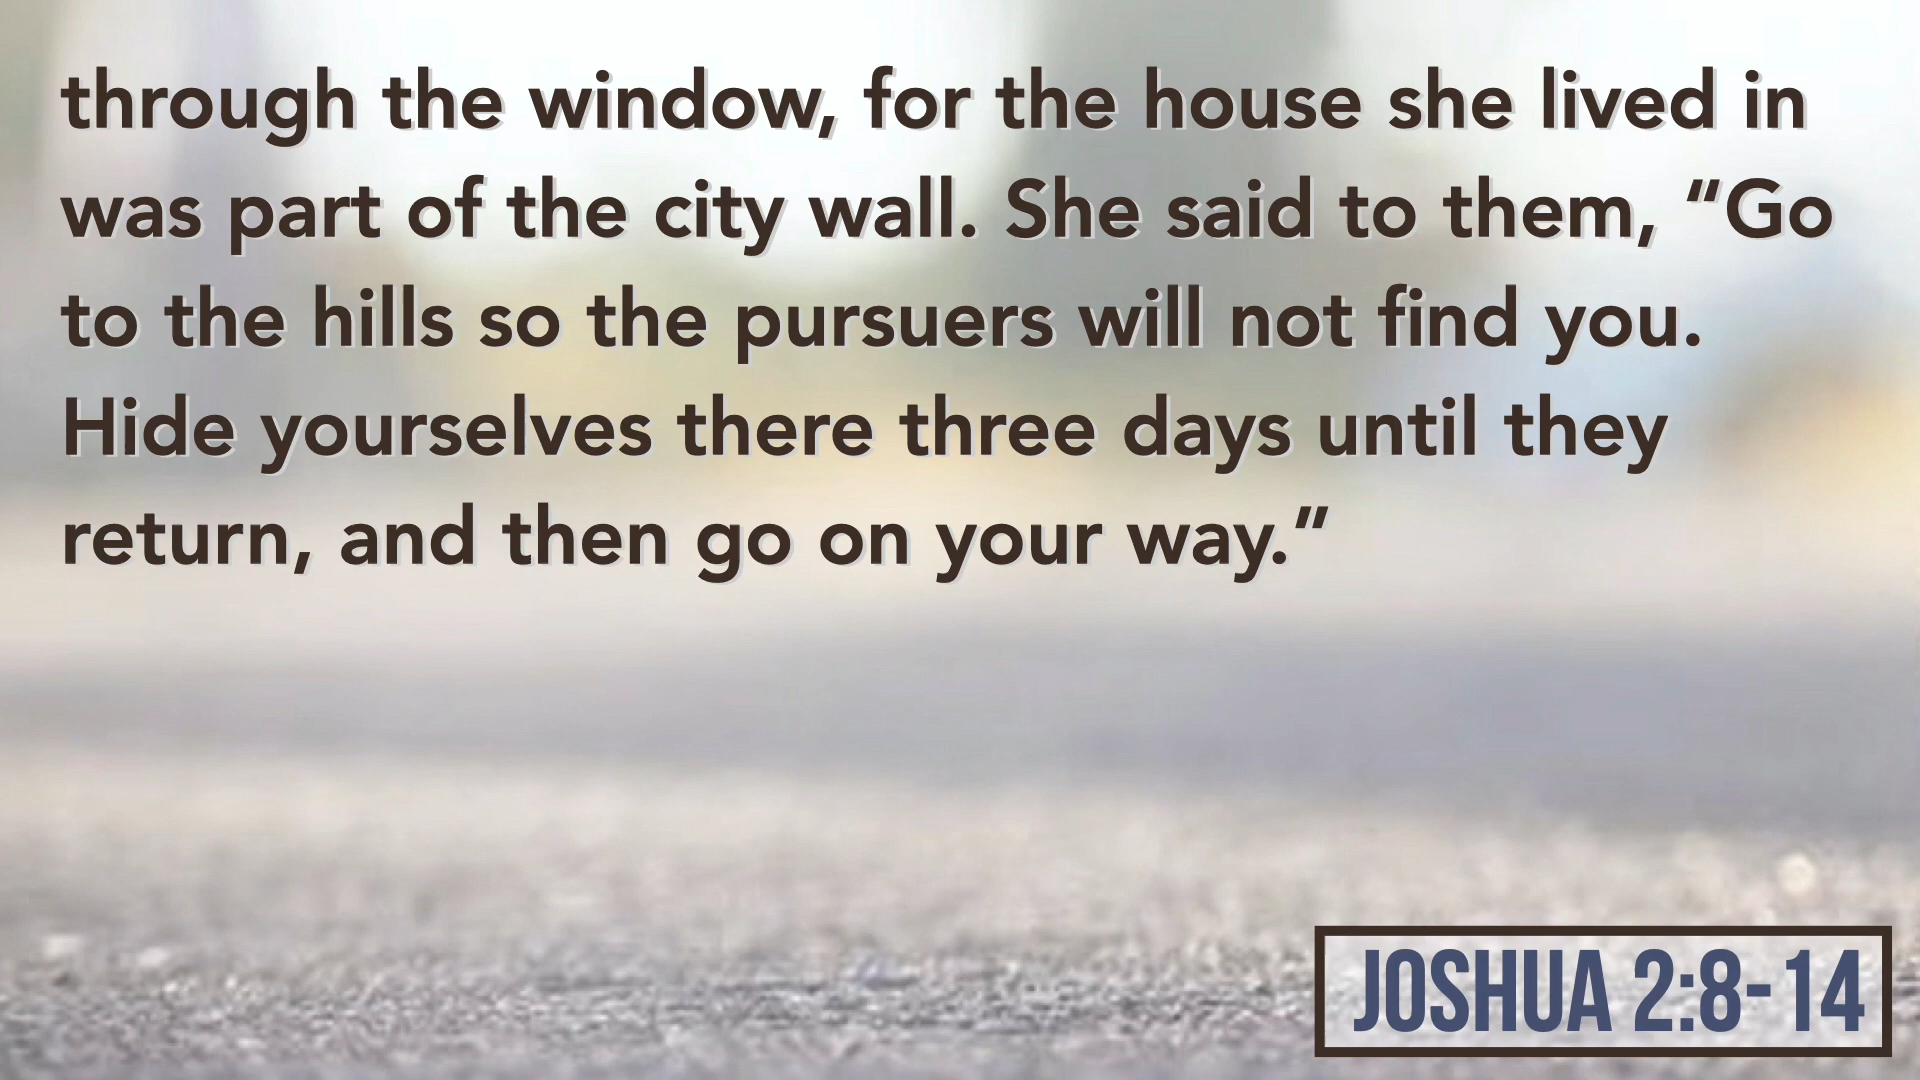 through the window, for the house she lived in
was part of the city wall. She said to them, “Go
to the hills so the pursuers will not find you.
Hide yourselves there three days until they
return, and then go on your way.”
JOSHUA 2:8-14